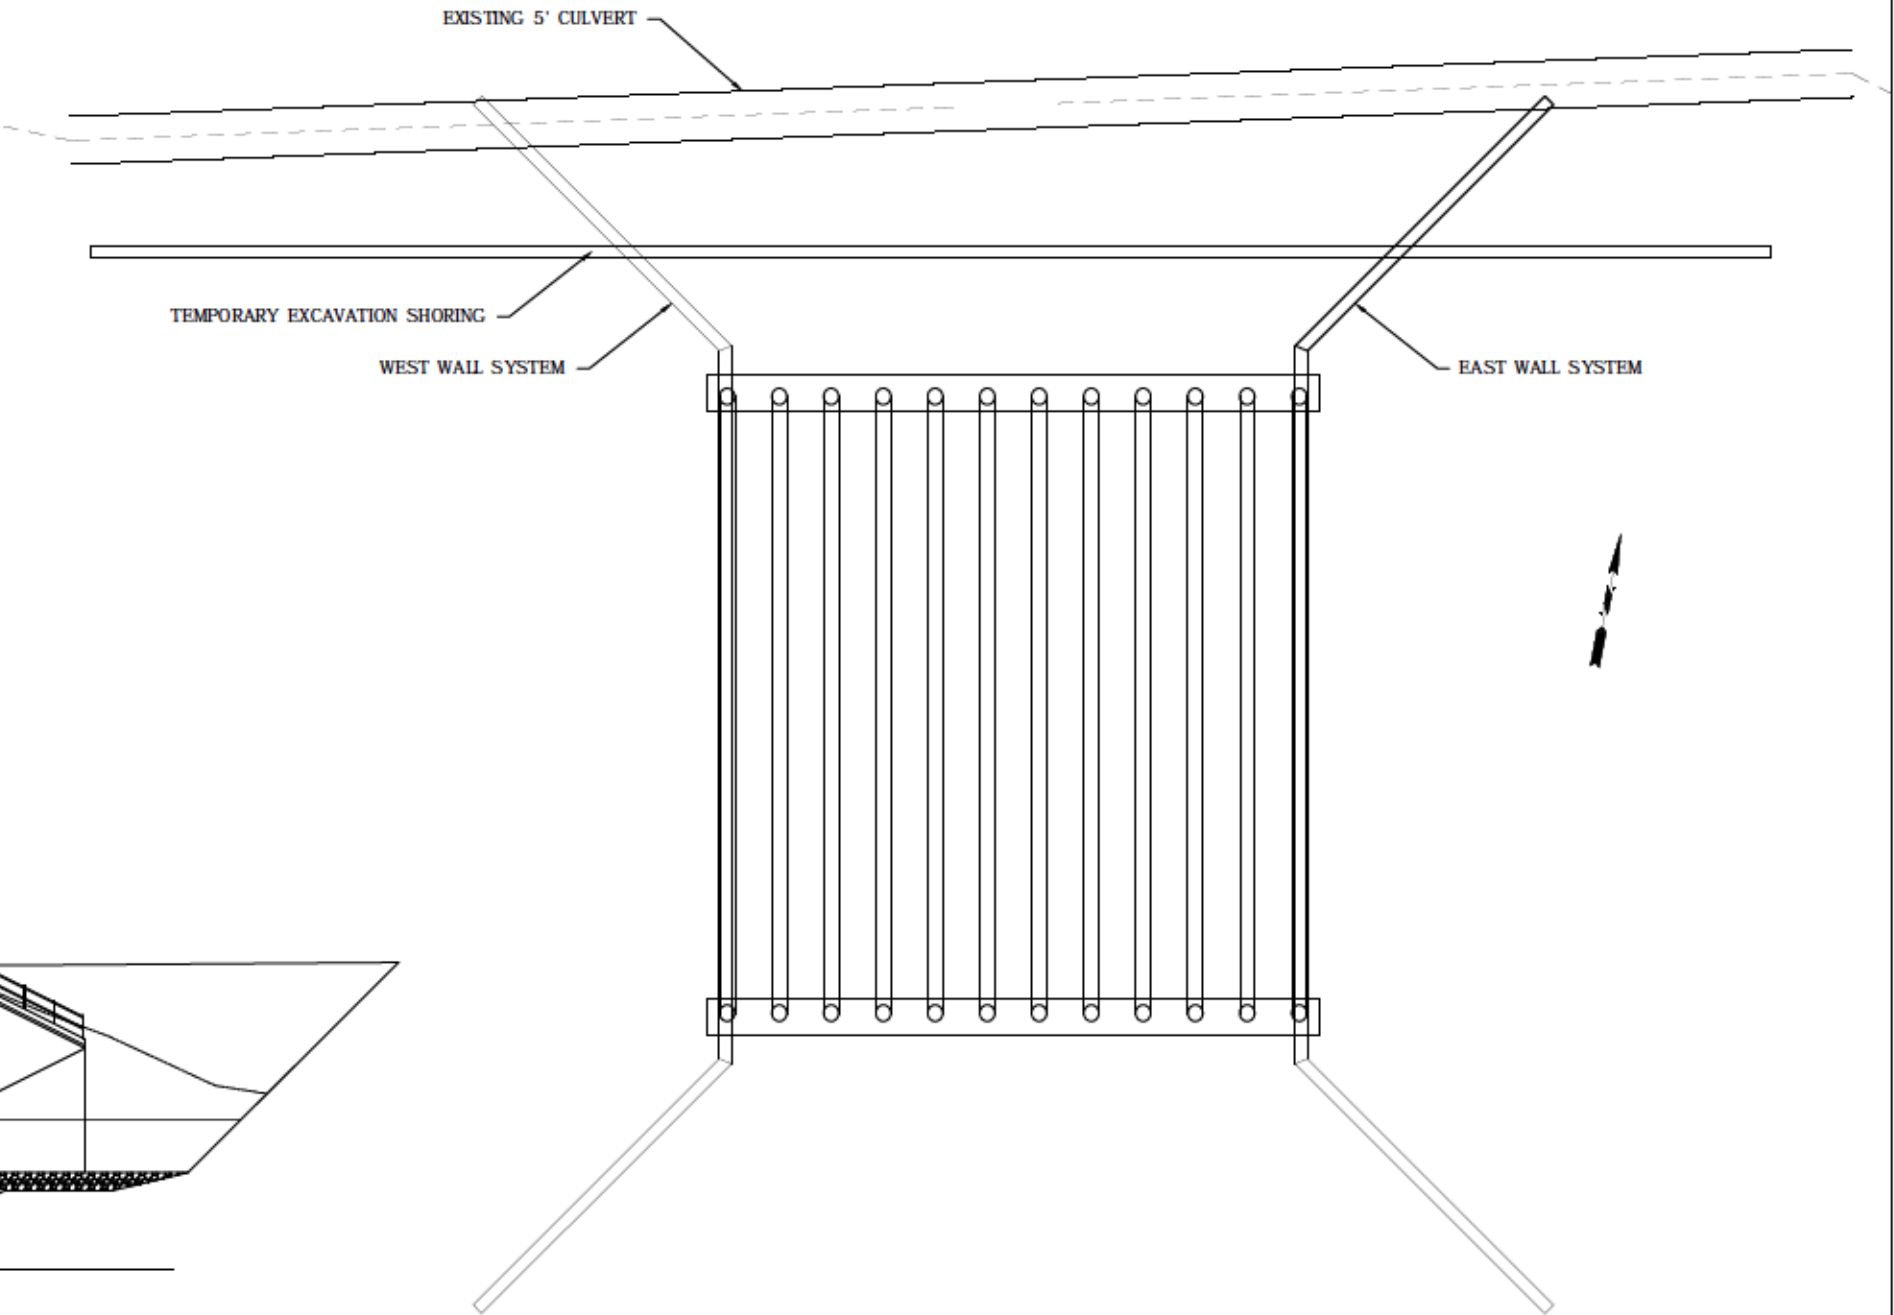 EXISTING 5' CULVERT
TEMPORARY EXCAVATION SHORING
WEST WALL SYSTEM
EAST WALL SYSTEM